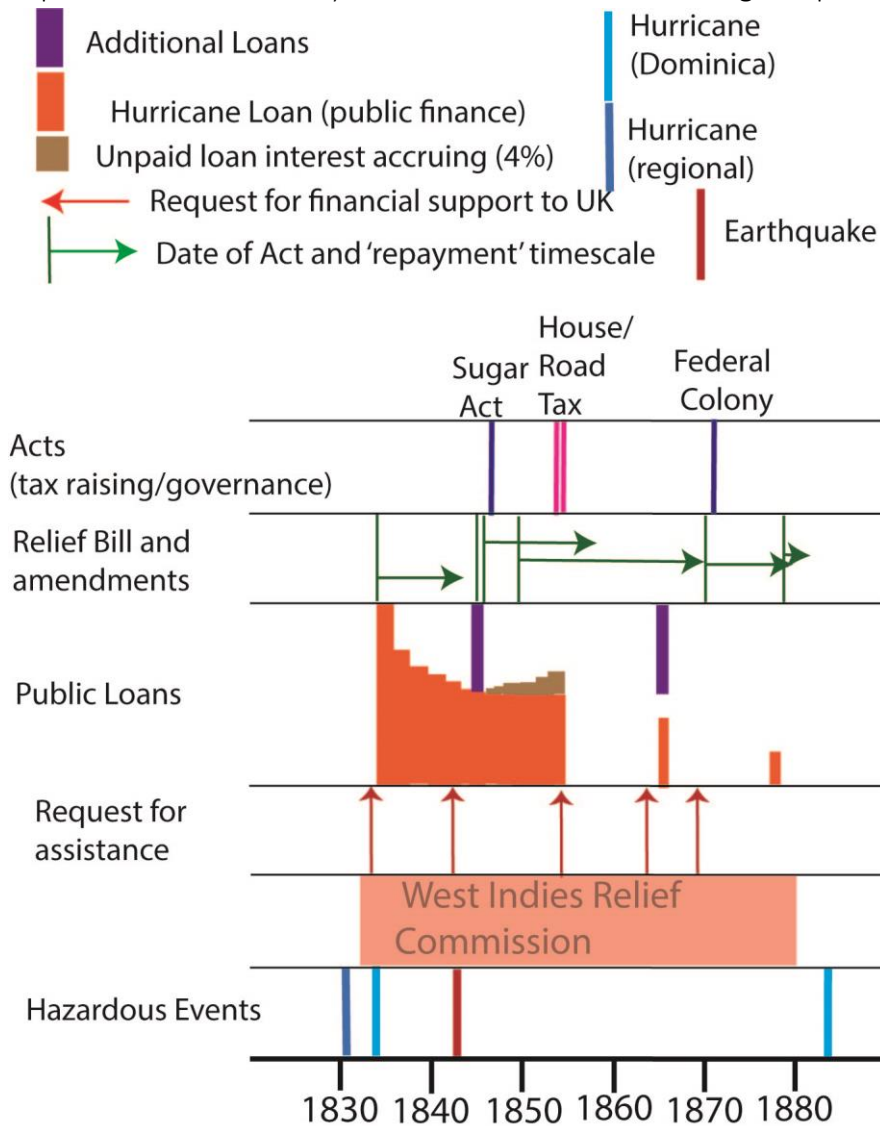 Additional Loans
Hurricane Loan (public finance)
Unpaid loan interest accruing (4%)
Request for financial support to UK
Date of Act and 'repayment' timescale
Hurricane
(Dominica)
Hurricane
(regional)
Earthquake
Sugar
Act
House/
Road
Tax
Federal
Colony
Acts
(tax raising/governance)
Relief Bill and
amendments
Public Loans
Request for
assistance
West Indies Relief
Commission
Hazardous Events
1830 1840 1850 1860 1870 1880